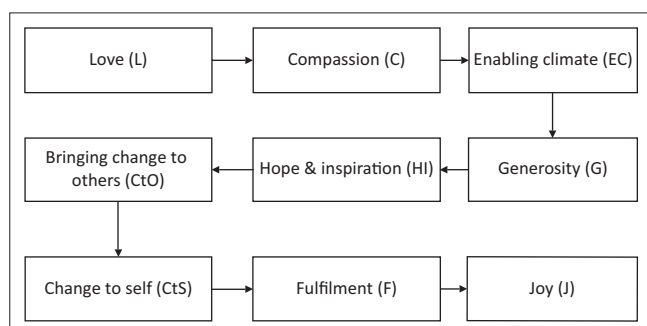 Love (L)
Compassion (C)
Enabling climate (EC)
Bringing change to
others (CtO)
Hope & inspiration (HI)
Generosity (G)
Change to self (CtS)
Fulfilment (F)
Joy (J)